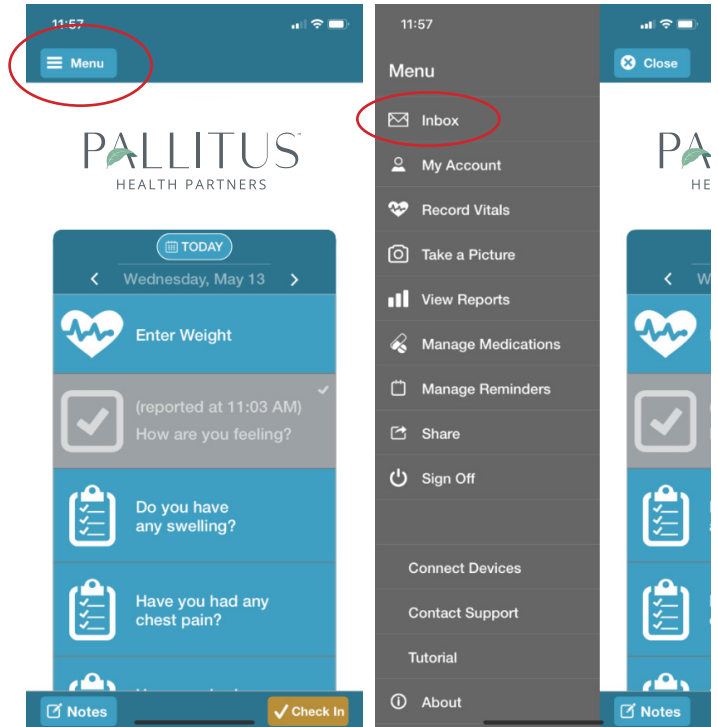 11:57
Menu
PALLITUS
HEALTH PARTNERS
TODAY
Wednesday, May 13
Enter Weight
(reported at 11:03 AM)
How are you feeling?
Do you have
any swelling?
Have you had any
chest pain?
Notes
Check In
11:57
Menu
Inbox
My Account
Record Vitals
Take a Picture
View Reports
Manage Medications
Manage Reminders
Share
Sign Off
Connect Devices
Contact Support
Tutorial
About
Close
PA
HE
W
Notes